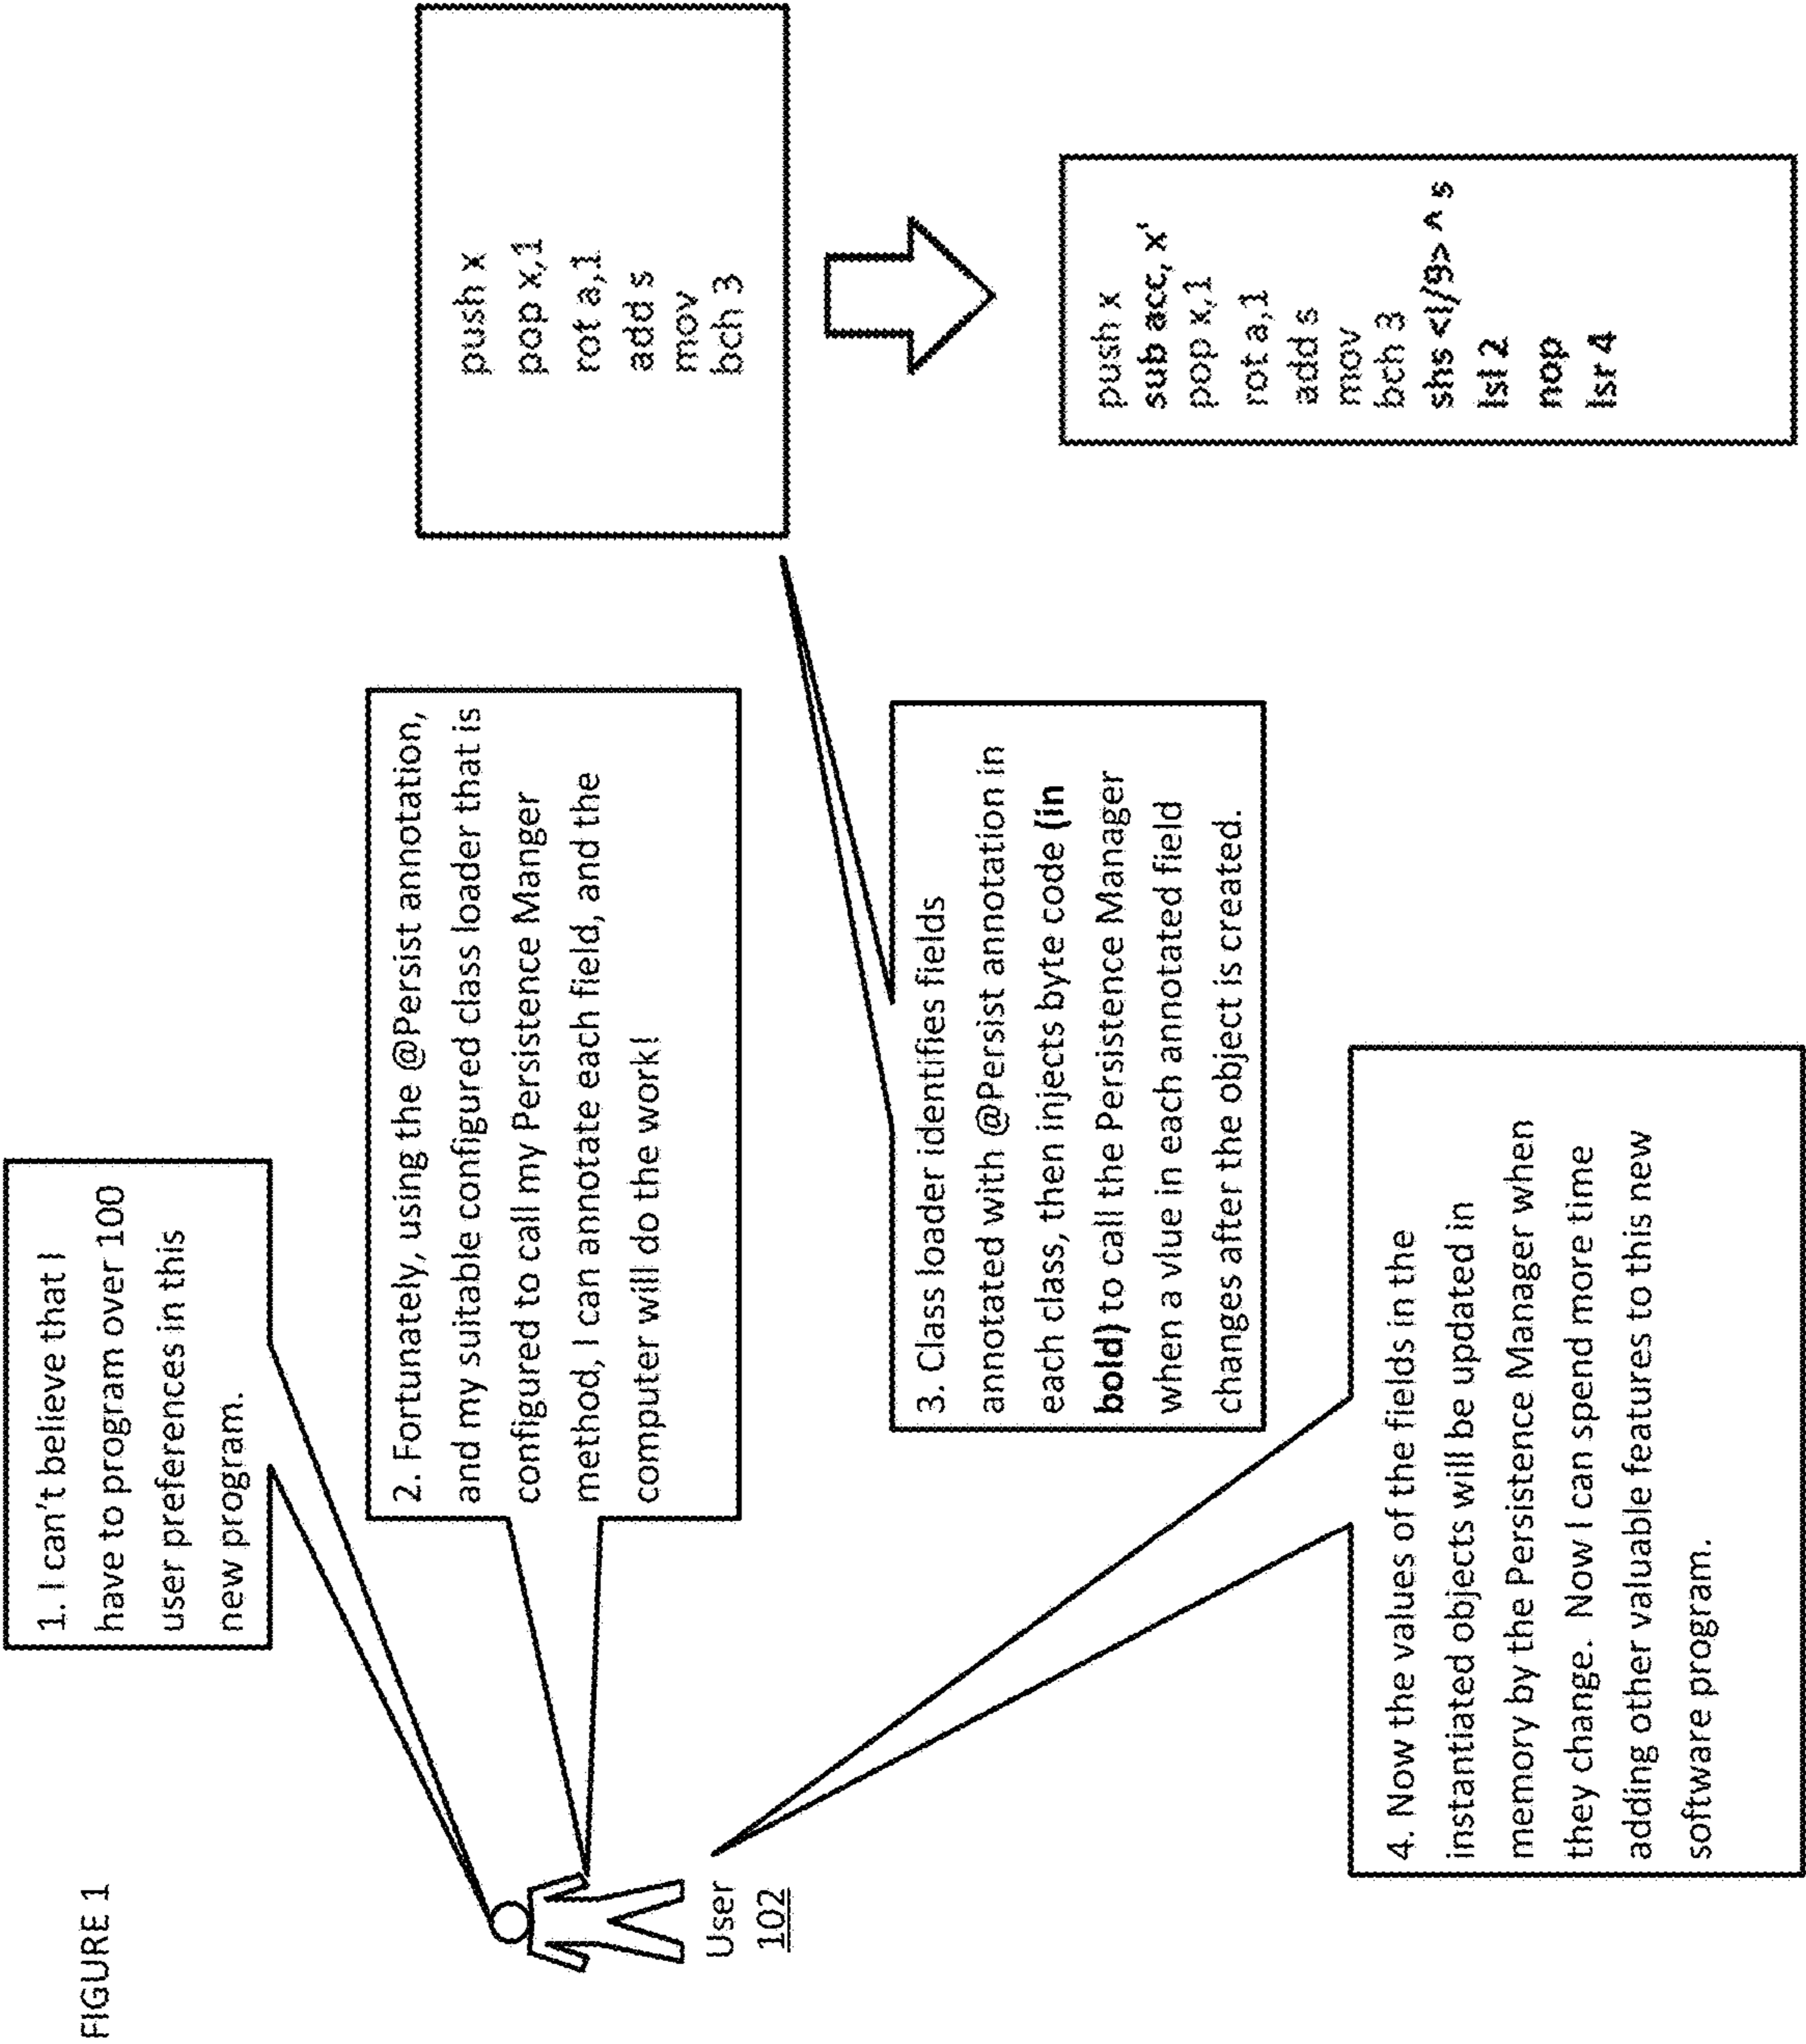 FIGURE 1
1. I can't believe that I
have to program over 100
user preferences in this
new program.
2. Fortunately, using the @Persist annotation,
and my suitable configured class loader that is
configured to call my Persistence Manger
method, I can annotate each field, and the
computer will do the work!
User
102
3. Class loader identifies fields
annotated with @Persist annotation in
each class, then injects byte code (in
bold) to call the Persistence Manager
when a vlue in each annotated field
changes after the object is created.
4. Now the values of the fields in the
instantiated objects will be updated in
memory by the Persistence Manager when
they change.  Now I can spend more time
adding other valuable features to this new
software program.
push x
pop x,1
rot a,1
add s
mov
bch 3
push x
sub acc, x'
pop x,1
rot a,1
add s
mov
bch 3
shs </9> ^ 5
lsl 2
nop
lsr 4